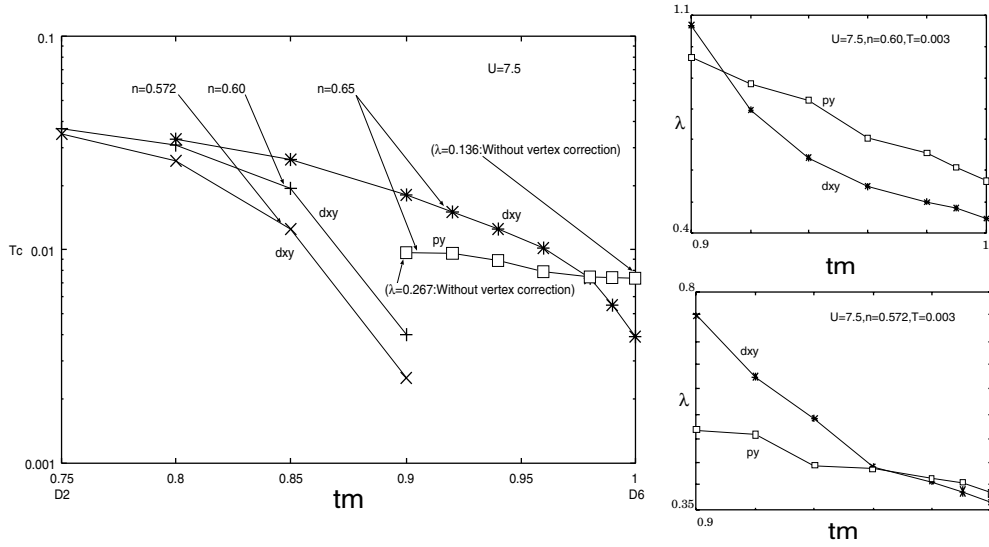 0.1
U=7.5
n=0.572
n=0.60
n=0.65
(λ=0.136:Without vertex correction)
dxy
dxy
dxy
py
Tc
0.01
(λ=0.267:Without vertex correction)
0.001
0.75
0.8
0.85
0.9
0.95
1
D2
tm
D6
1.1
U=7.5,n=0.60,T=0.003
py
λ
dxy
0.4
0.9
1
tm
0.8
U=7.5,n=0.572,T=0.003
dxy
λ
py
0.35
0.9
tm